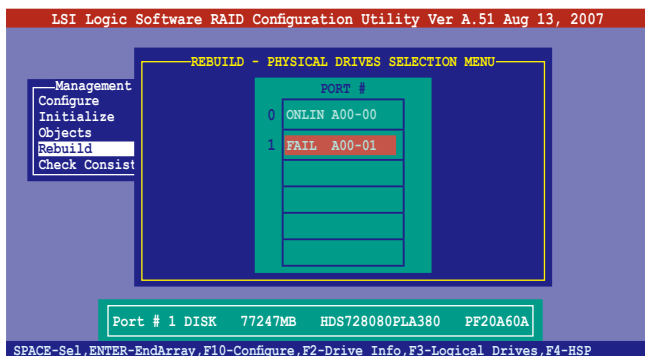 LSI Logic Software RAID Configuration Utility Ver A.51 Aug 13, 2007
REBUILD - PHYSICAL DRIVES SELECTION MENU
Management
Configure
Initialize
Objects
Rebuild
Check Consist
PORT #
0 ONLIN A00-00
1 FAIL A00-01
Port # 1 DISK 77247MB HDS728080PLA380 PF20A60A
SPACE-Sel,ENTER-EndArray,F10-Configure,F2-Drive Info,F3-Logical Drives,F4-HSP